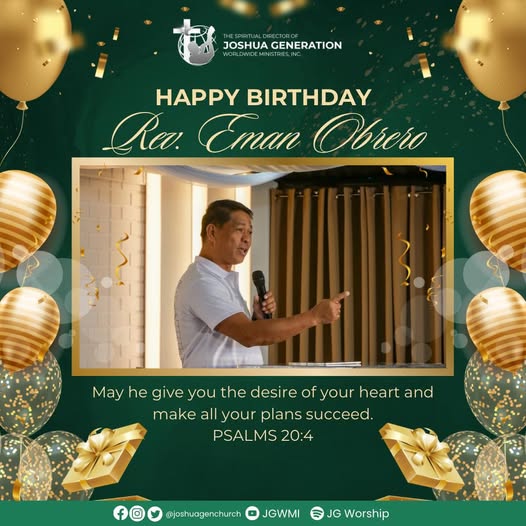 THE SPIRITUAL DIRECTOR OF
JOSHUA GENERATION
WORLDWIDE MINISTRIES, INC.
HAPPY BIRTHDAY
Rev. Eman Obrero
May he give you the desire of your heart and
make all your plans succeed.
PSALMS 20:4
@joshuagenchurch JGWMI JG Worship